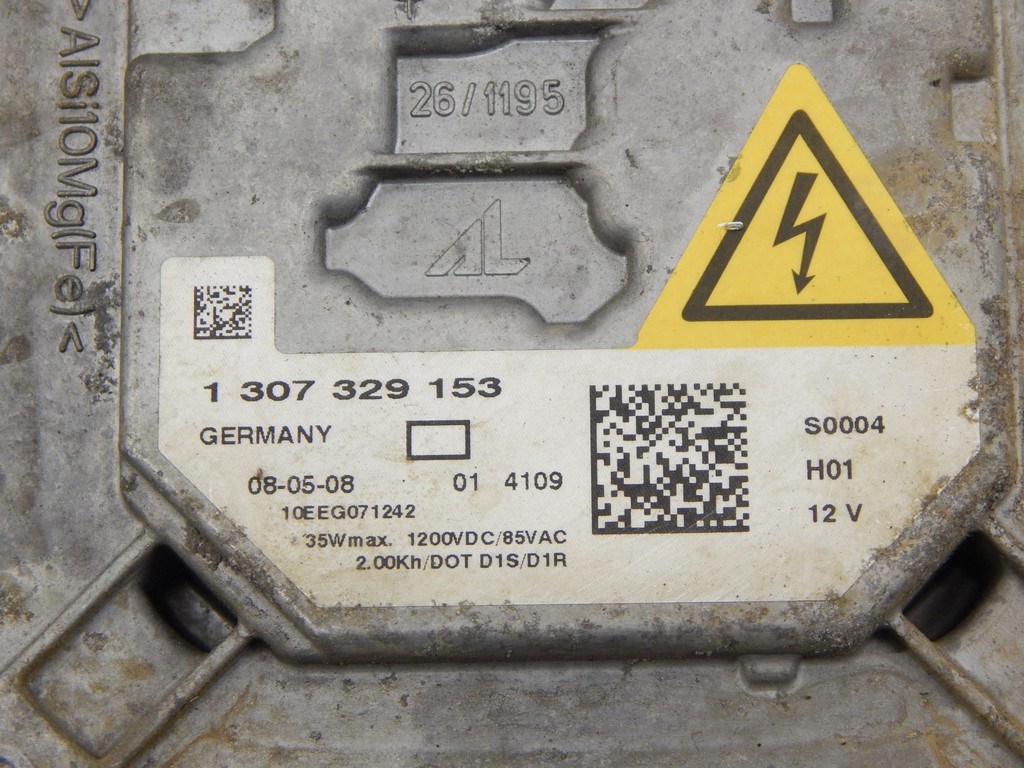 >AlSi10Mg(Fe)<
26/1195
AL
1 307 329 153
GERMANY
08-05-08 01 4109
10EEG071242
35Wmax. 1200VDC/85VAC
2.00Kh/DOT D1S/D1R
S0004
H01
12 V